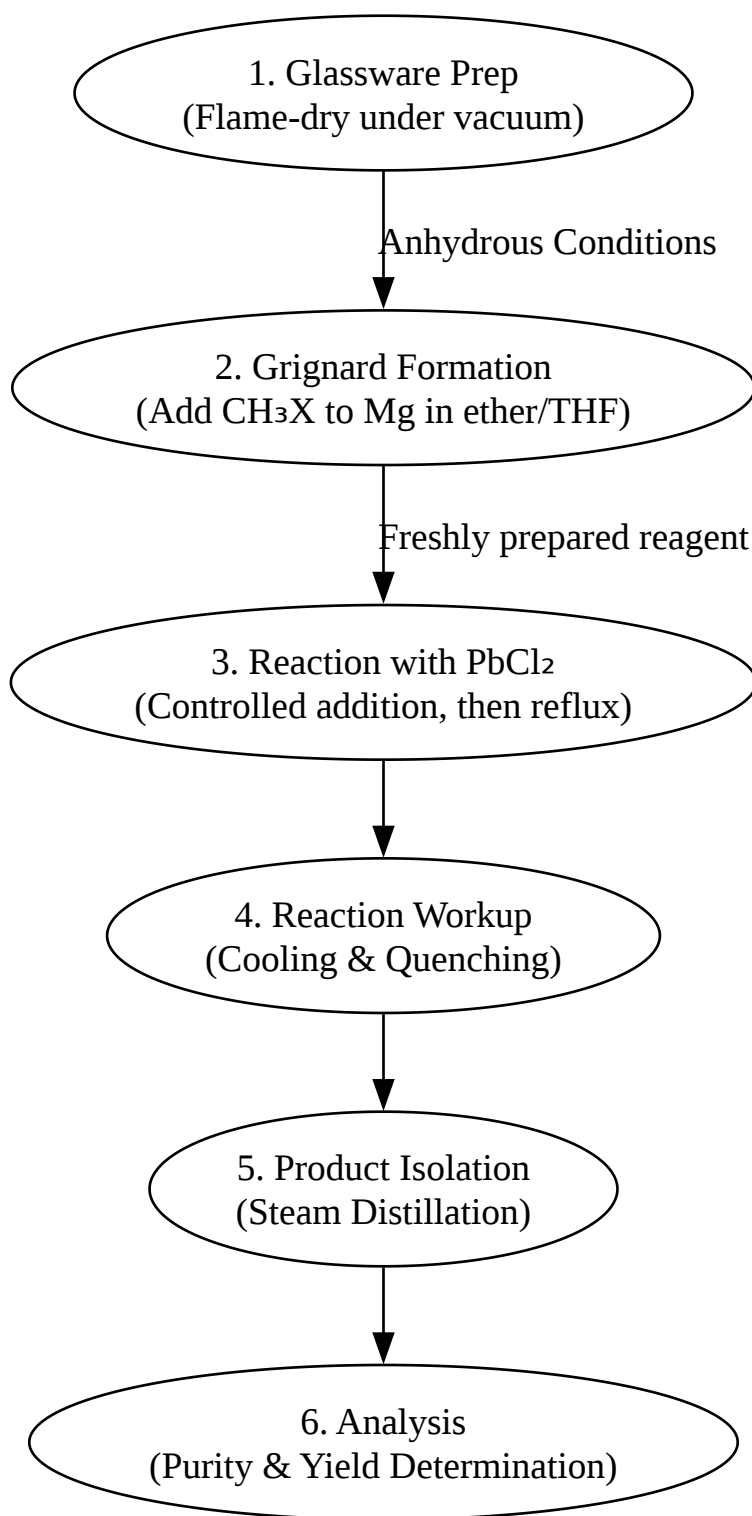 1. Glassware Prep
(Flame-dry under vacuum)
Anhydrous Conditions
2. Grignard Formation
(Add CH₃X to Mg in ether/THF)
Freshly prepared reagent
3. Reaction with PbCl₂
(Controlled addition, then reflux)
4. Reaction Workup
(Cooling & Quenching)
5. Product Isolation
(Steam Distillation)
6. Analysis
(Purity & Yield Determination)